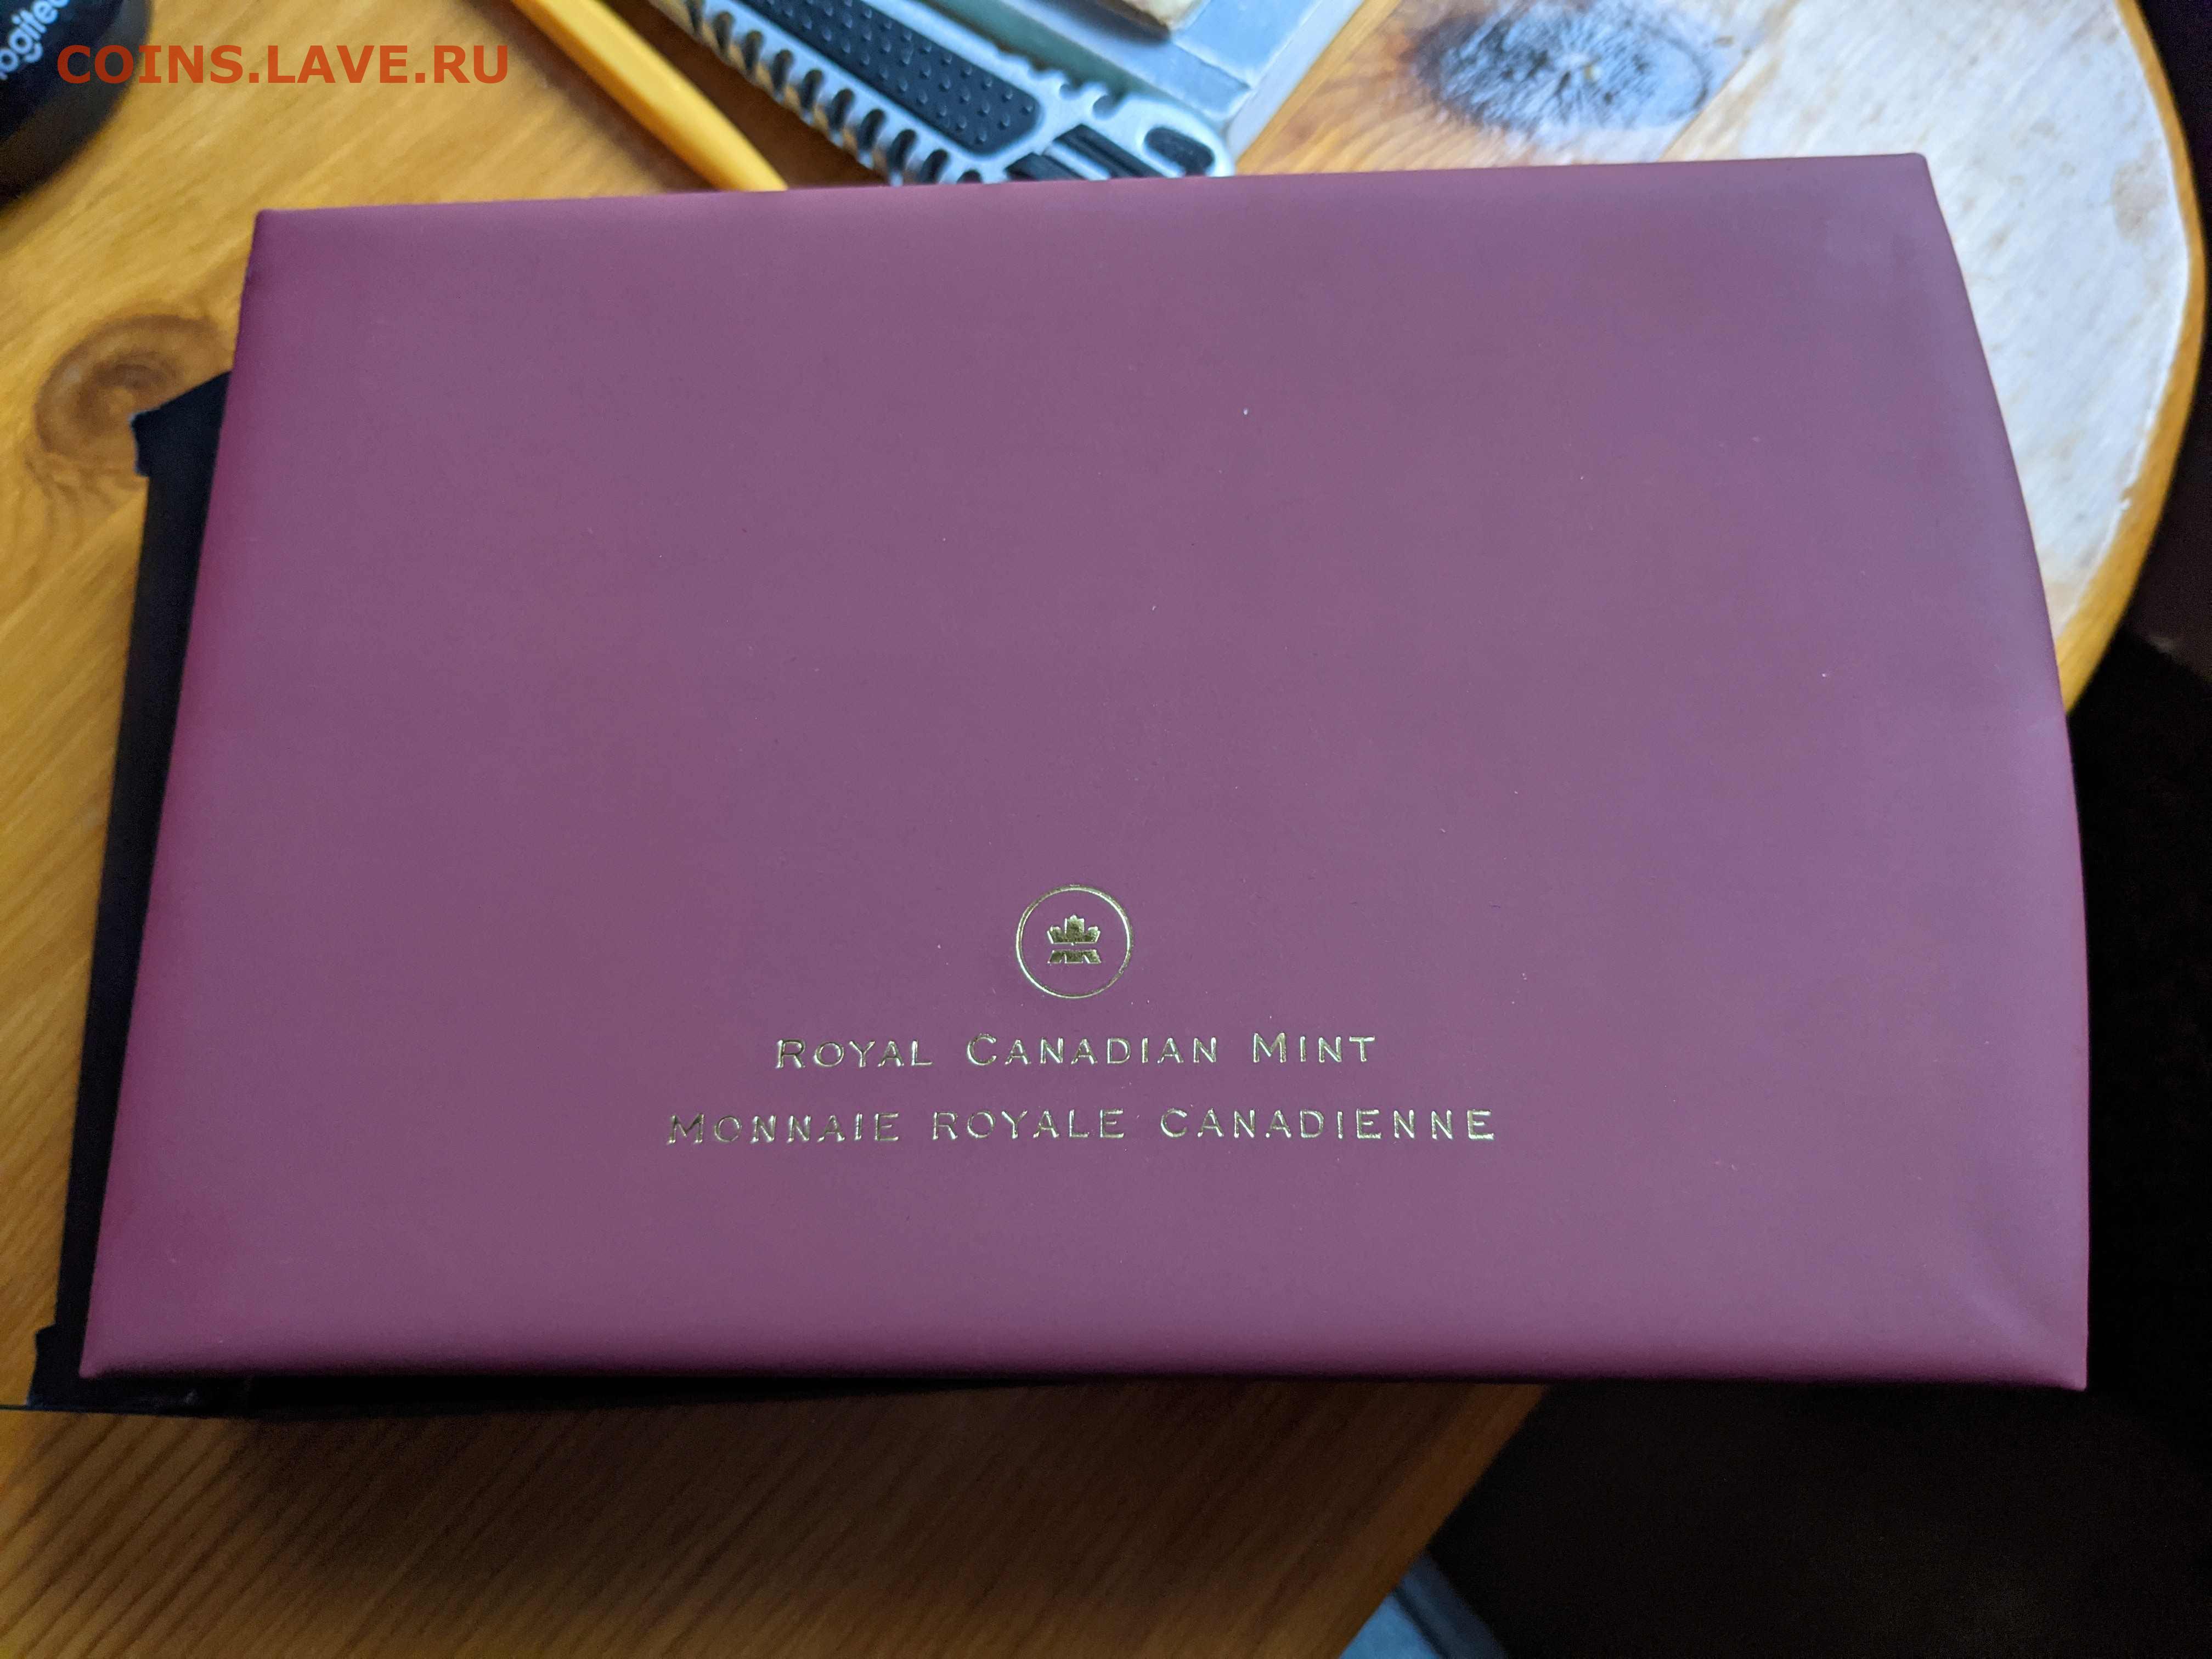 COINS.LAVE.RU
ROYAL CANADIAN MINT
MONNAIE ROYALE CANADIENNE